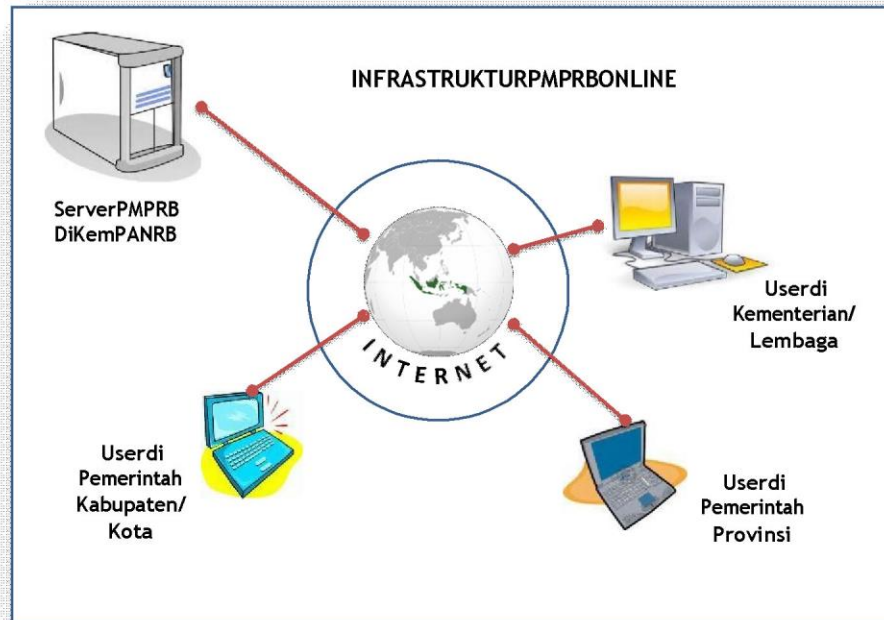 INFRASTRUKTURPMPRBONLINE
ServerPMPRB
DiKemPANRB
Userdi
Kementerian/
Lembaga
INTERNET
Userdi
Pemerintah
Kabupaten/
Kota
Userdi
Pemerintah
Provinsi